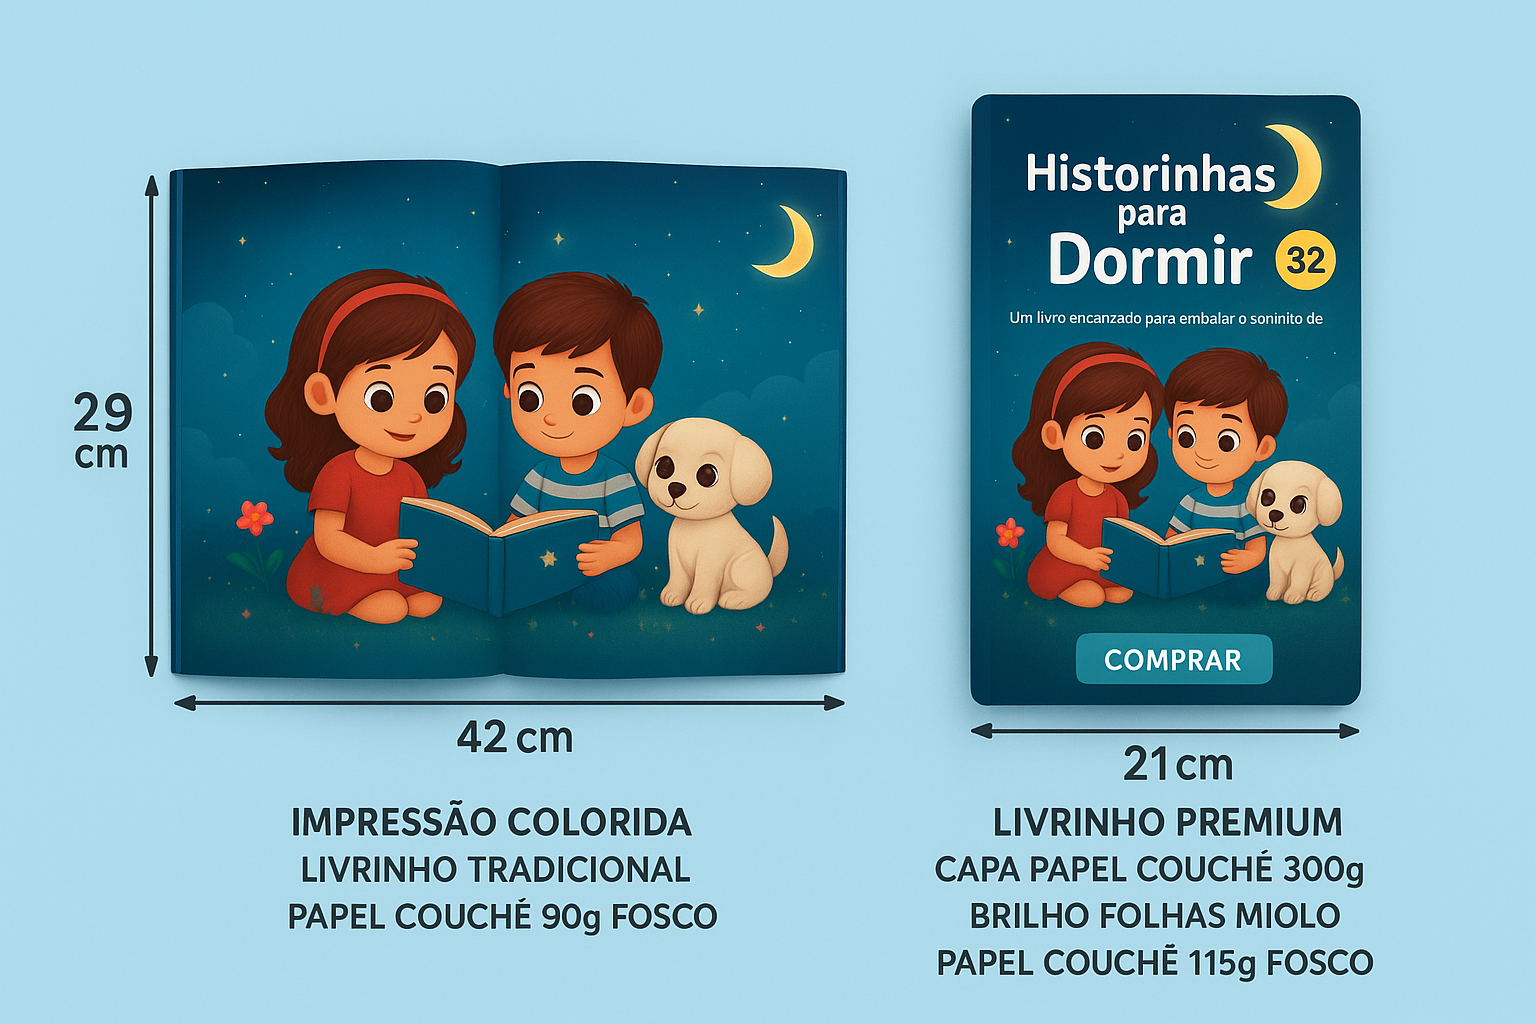 29
cm
42 cm
IMPRESSÃO COLORIDA
LIVRINHO TRADICIONAL
PAPEL COUCHÉ 90g FOSCO
Historinhas
para
Dormir
32
Um livro encanzado para embalar o soninito de
COMPRAR
21 cm
LIVRINHO PREMIUM
CAPA PAPEL COUCHÉ 300g
BRILHO FOLHAS MIOLO
PAPEL COUCHẼ 115g FOSCO